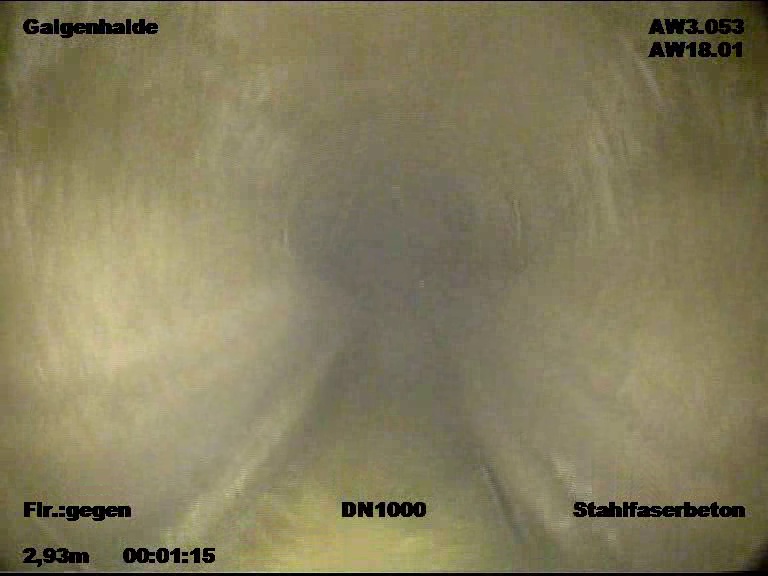 Galgenhalde
AW3.053
AW18.01
Flr.:gegen
DN1000
Stahlfaserbeton
2,93m
00:01:15